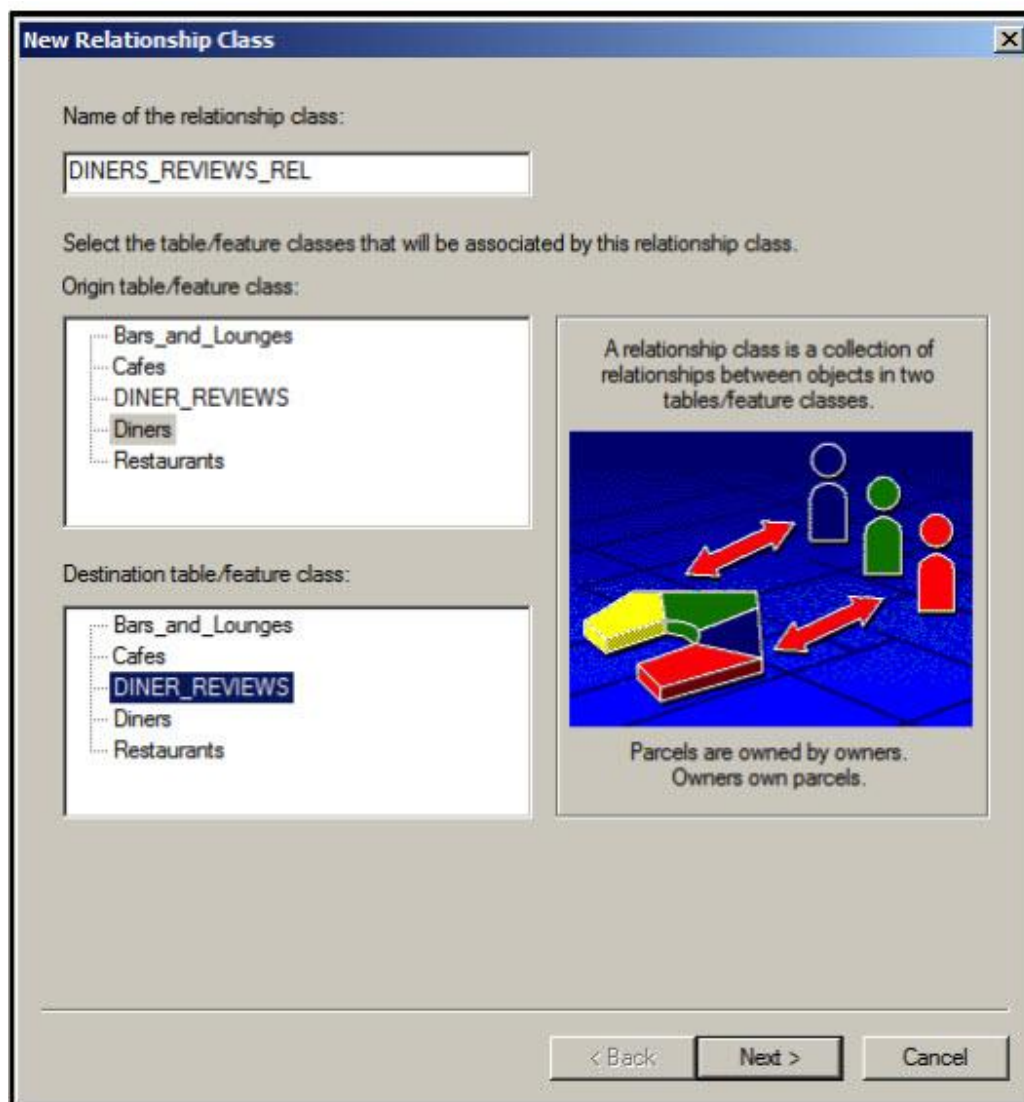 New Relationship Class
Name of the relationship class:
DINERS_REVIEWS_REL
Select the table/feature classes that will be associated by this relationship class.
Origin table/feature class:
Bars_and_Lounges
Cafes
DINER_REVIEWS
Diners
Restaurants
A relationship class is a collection of
relationships between objects in two
tables/feature classes.
Destination table/feature class:
Bars_and_Lounges
Cafes
DINER_REVIEWS
Diners
Restaurants
Parcels are owned by owners.
Owners own parcels.
< Back
Next >
Cancel